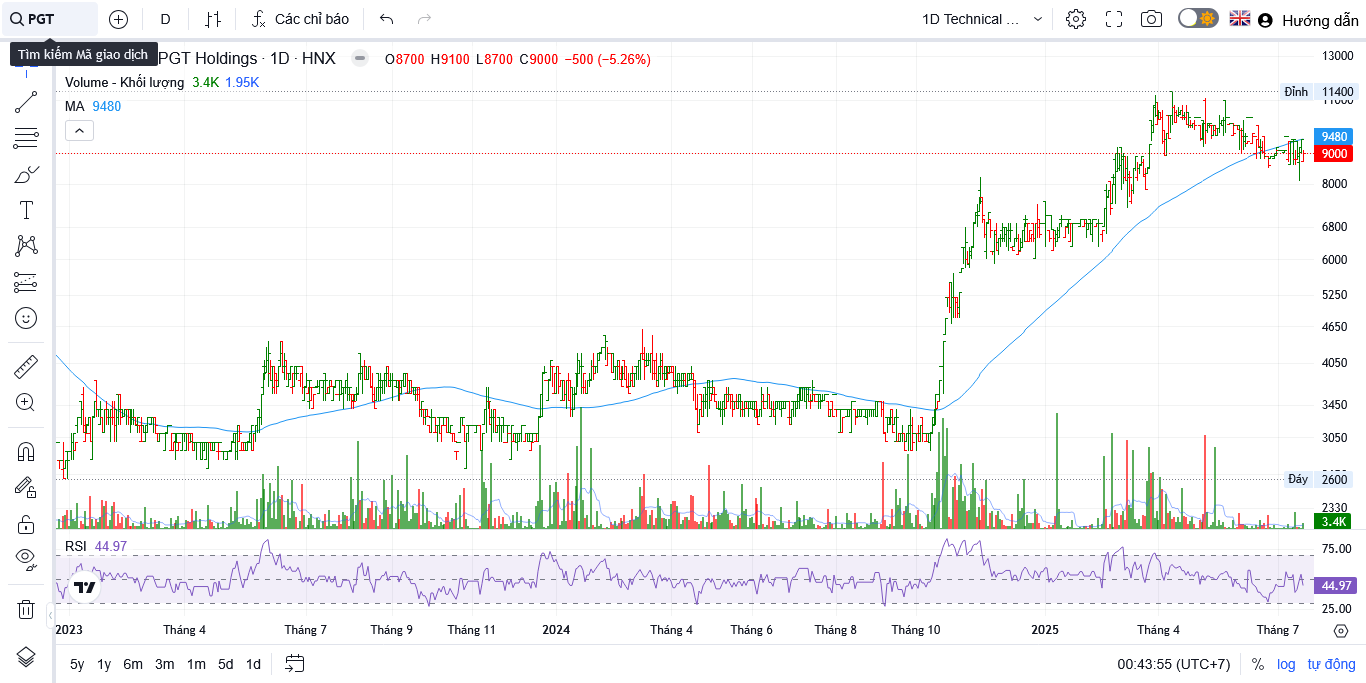 PGT
D
Các chỉ báo
1D Technical ...
Hướng dẫn
Tìm kiếm Mã giao dịch
PGT Holdings · 1D · HNX
O8700 H9100 L8700 C9000 −500 (−5.26%)
Volume - Khối lượng 3.4K 1.95K
MA 9480
13000
Đỉnh 11400
11000
9480
9000
8000
6800
6000
5250
4650
4050
3450
3050
Đáy 2600
2330
3.4K
RSI 44.97
75.00
44.97
25.00
2023 Tháng 4 Tháng 7 Tháng 9 Tháng 11 2024 Tháng 4 Tháng 6 Tháng 8 Tháng 10 2025 Tháng 4 Tháng 7
5y 1y 6m 3m 1m 5d 1d
00:43:55 (UTC+7) % log tự động